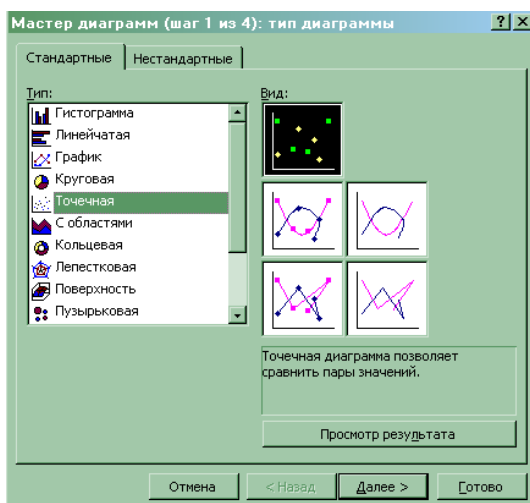 Мастер диаграмм (шаг 1 из 4): тип диаграммы
Стандартные Нестандартные
Тип:
Вид:
Гистограмма
Линейчатая
График
Круговая
Точечная
С областями
Кольцевая
Лепестковая
Поверхность
Пузырьковая
Точечная диаграмма позволяет
сравнить пары значений.
Просмотр результата
Отмена < Назад Далее > Готово